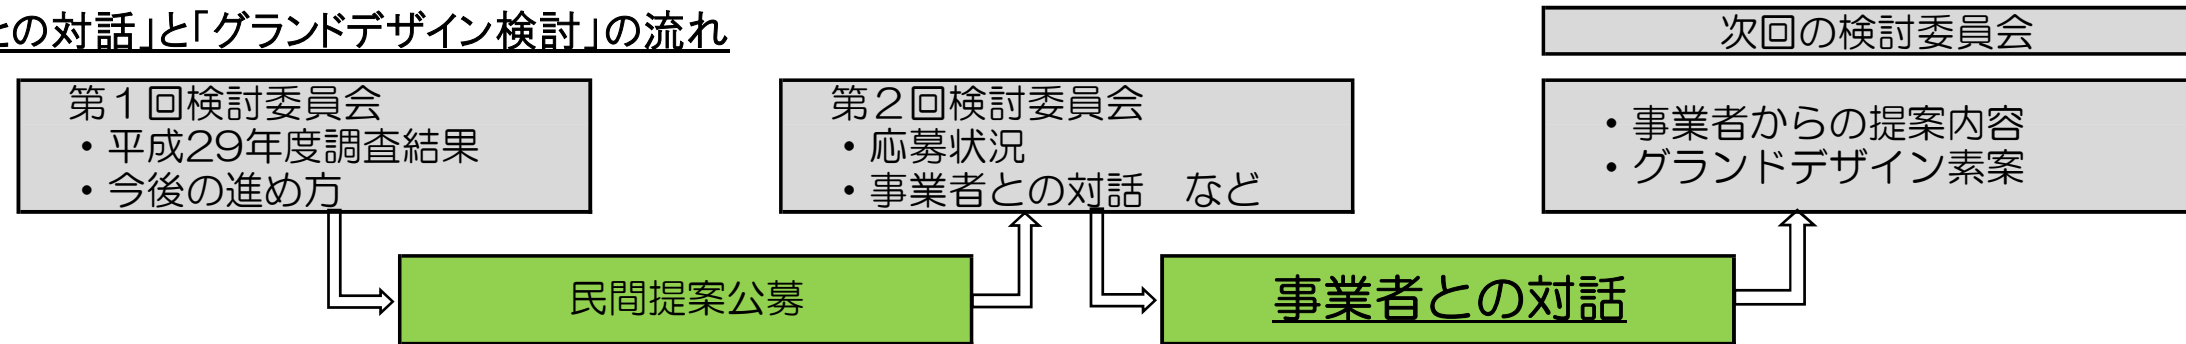 との対話」と「グランドデザイン検討」の流れ
次回の検討委員会
第１回検討委員会
・平成29年度調査結果
・今後の進め方
第２回検討委員会
・応募状況
・事業者との対話　など
・事業者からの提案内容
・グランドデザイン素案
民間提案公募
事業者との対話